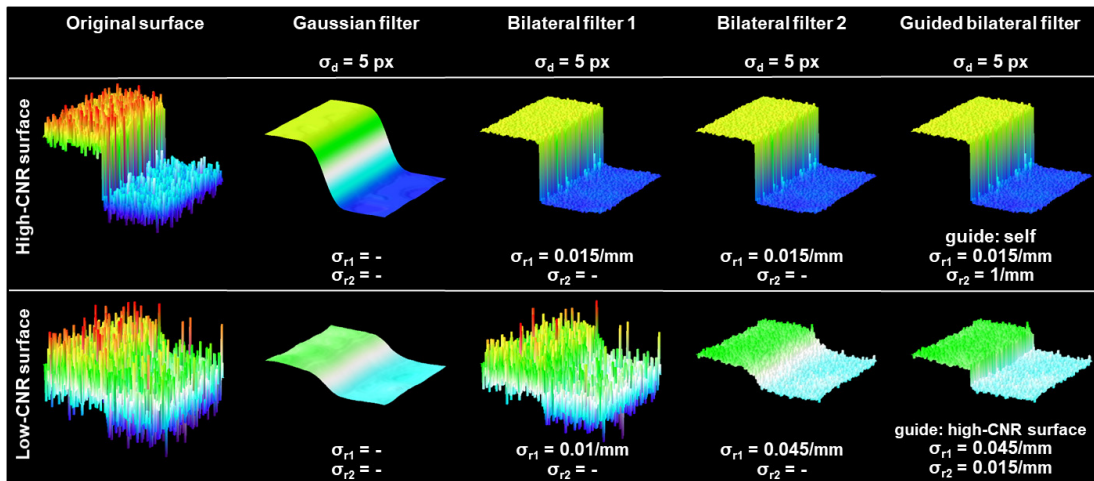 Original surface Gaussian filter Bilateral filter 1 Bilateral filter 2 Guided bilateral filter
σd = 5 px σd = 5 px σd = 5 px σd = 5 px
High-CNR surface
guide: self
σr1 = - σr1 = 0.015/mm σr1 = 0.015/mm σr1 = 0.015/mm
σr2 = - σr2 = - σr2 = - σr2 = 1/mm
Low-CNR surface
guide: high-CNR surface
σr1 = - σr1 = 0.01/mm σr1 = 0.045/mm σr1 = 0.045/mm
σr2 = - σr2 = - σr2 = - σr2 = 0.015/mm